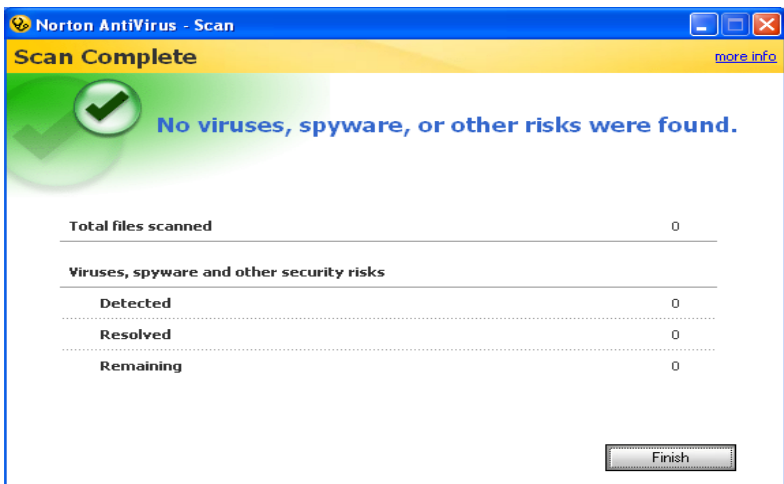 Norton AntiVirus - Scan
Scan Complete
more info
No viruses, spyware, or other risks were found.
Total files scanned 0
Viruses, spyware and other security risks
Detected 0
Resolved 0
Remaining 0
Finish